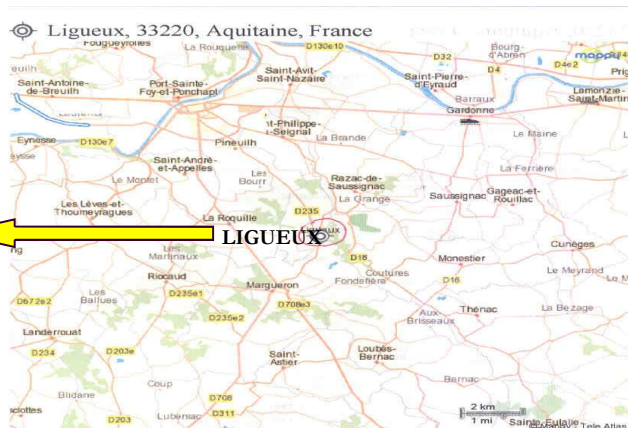 Ligueux, 33220, Aquitaine, France
Fougueyrolles
La Rouquette
D130e10
D32
Bourg-d'Abren
D4
D4e2
mappy
Saint-Antoine-de-Breuilh
Port-Sainte-Foy-et-Ponchapt
Saint-Avit-Saint-Nazaire
Saint-Pierre-d'Eyraud
Barraux
Gardonne
Lamonzie-Saint-Martin
Eynesse
D130e7
Pineuilh
St-Philippe-du-Seignal
La Brande
Le Maine
Saint-André-et-Appelles
Le Montet
Les Bourr
Razac-de-Saussignac
La Grange
La Ferrière
Saussignac
Gageac-et-Rouillac
Les Lèves-et-Thoumeyragues
La Roquille
D235
LIGUEUX
Les Martinaux
D18
Monestier
Cunèges
Riocaud
Margueron
Coutures
Fondefière
D16
Le Meyrand
D672e2
Les Ballues
D235e1
D708e3
D235e2
Aux Brisseaux
Thénac
La Bezage
Landerrouat
D234
D203e
Saint-Astier
Loubès-Bernac
Coup
Bernac
Blidane
D708
D203
Lubersac
D311
2 km
1 mi
Sainte-Eulalie
Tele Atlas